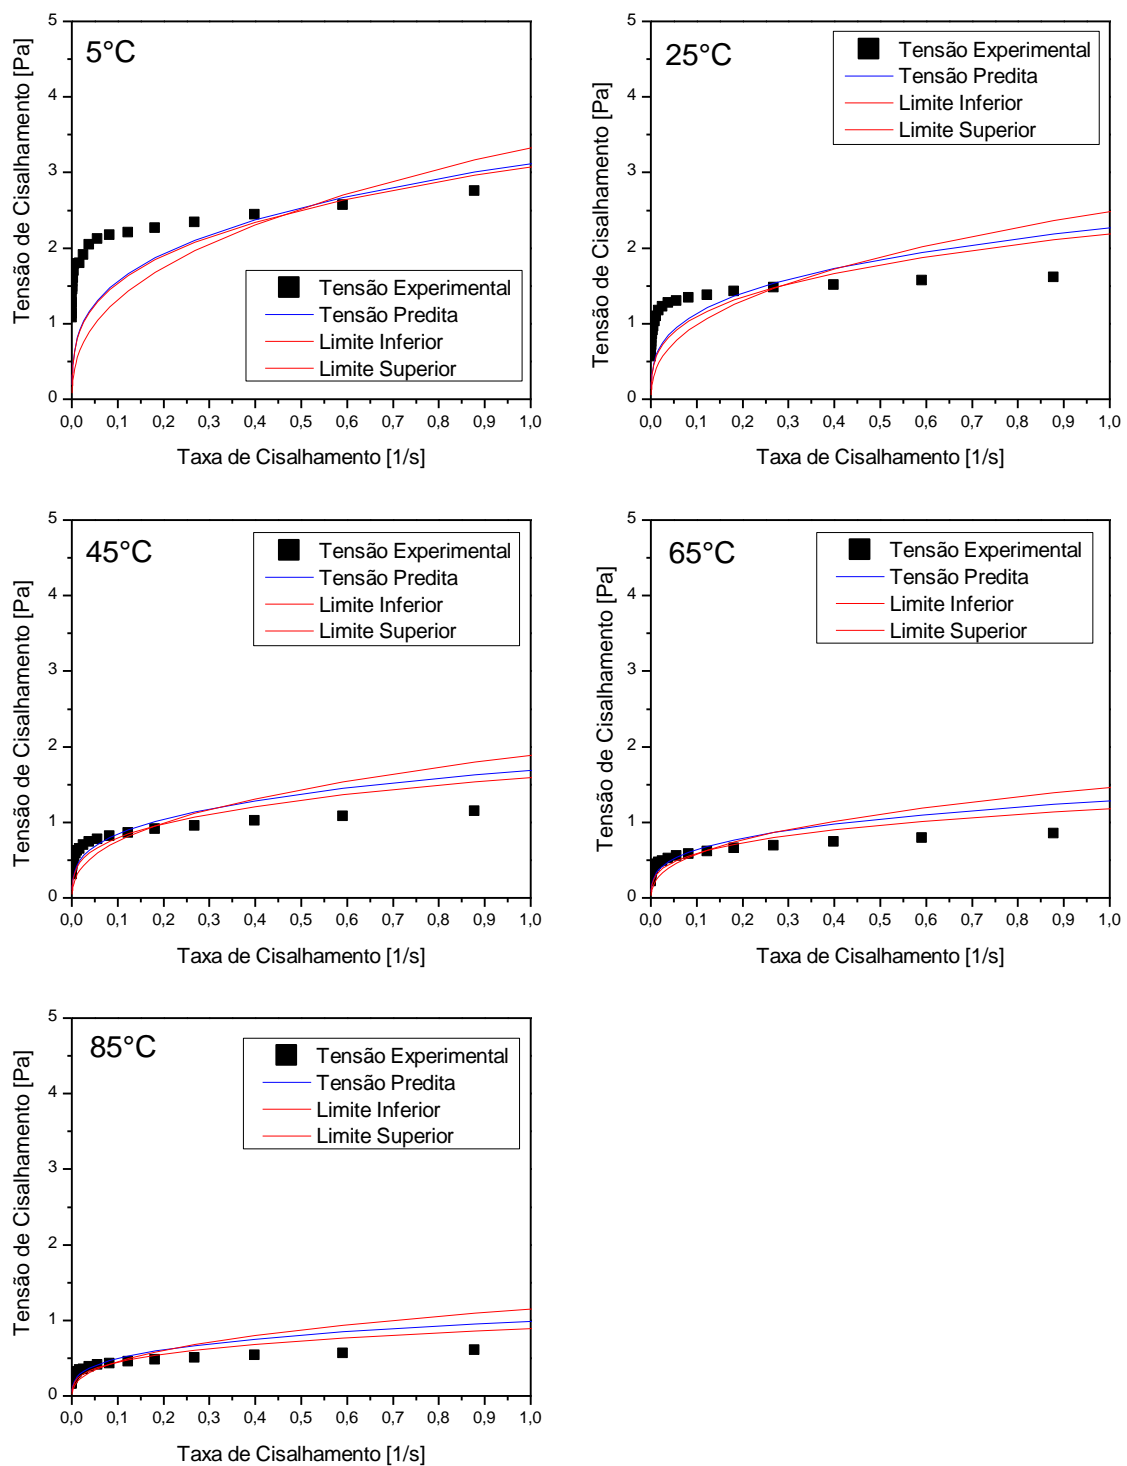 5°C
Tensão de Cisalhamento [Pa]
5
4
3
2
1
0
Tensão Experimental
Tensão Predita
Limite Inferior
Limite Superior
0,0 0,1 0,2 0,3 0,4 0,5 0,6 0,7 0,8 0,9 1,0
Taxa de Cisalhamento [1/s]
25°C
Tensão de Cisalhamento [Pa]
5
4
3
2
1
0
Tensão Experimental
Tensão Predita
Limite Inferior
Limite Superior
0,0 0,1 0,2 0,3 0,4 0,5 0,6 0,7 0,8 0,9 1,0
Taxa de Cisalhamento [1/s]
45°C
Tensão de Cisalhamento [Pa]
5
4
3
2
1
0
Tensão Experimental
Tensão Predita
Limite Inferior
Limite Superior
0,0 0,1 0,2 0,3 0,4 0,5 0,6 0,7 0,8 0,9 1,0
Taxa de Cisalhamento [1/s]
65°C
Tensão de Cisalhamento [Pa]
5
4
3
2
1
0
Tensão Experimental
Tensão Predita
Limite Inferior
Limite Superior
0,0 0,1 0,2 0,3 0,4 0,5 0,6 0,7 0,8 0,9 1,0
Taxa de Cisalhamento [1/s]
85°C
Tensão de Cisalhamento [Pa]
5
4
3
2
1
0
Tensão Experimental
Tensão Predita
Limite Inferior
Limite Superior
0,0 0,1 0,2 0,3 0,4 0,5 0,6 0,7 0,8 0,9 1,0
Taxa de Cisalhamento [1/s]